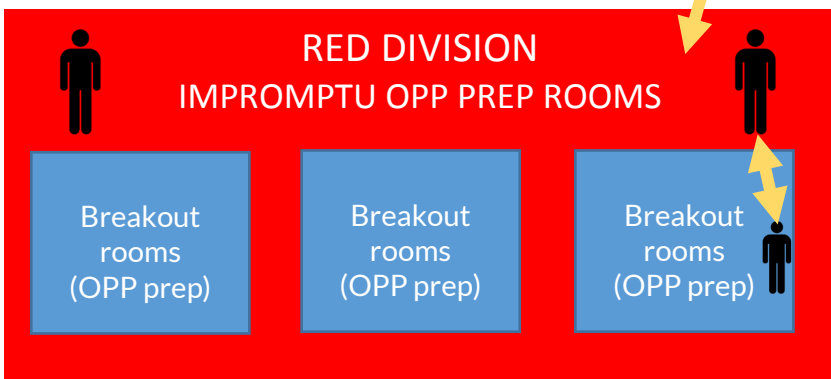 RED DIVISION
IMPROMPTU OPP PREP ROOMS
Breakout
rooms
(OPP prep)
Breakout
rooms
(OPP prep)
Breakout
rooms
(OPP prep)